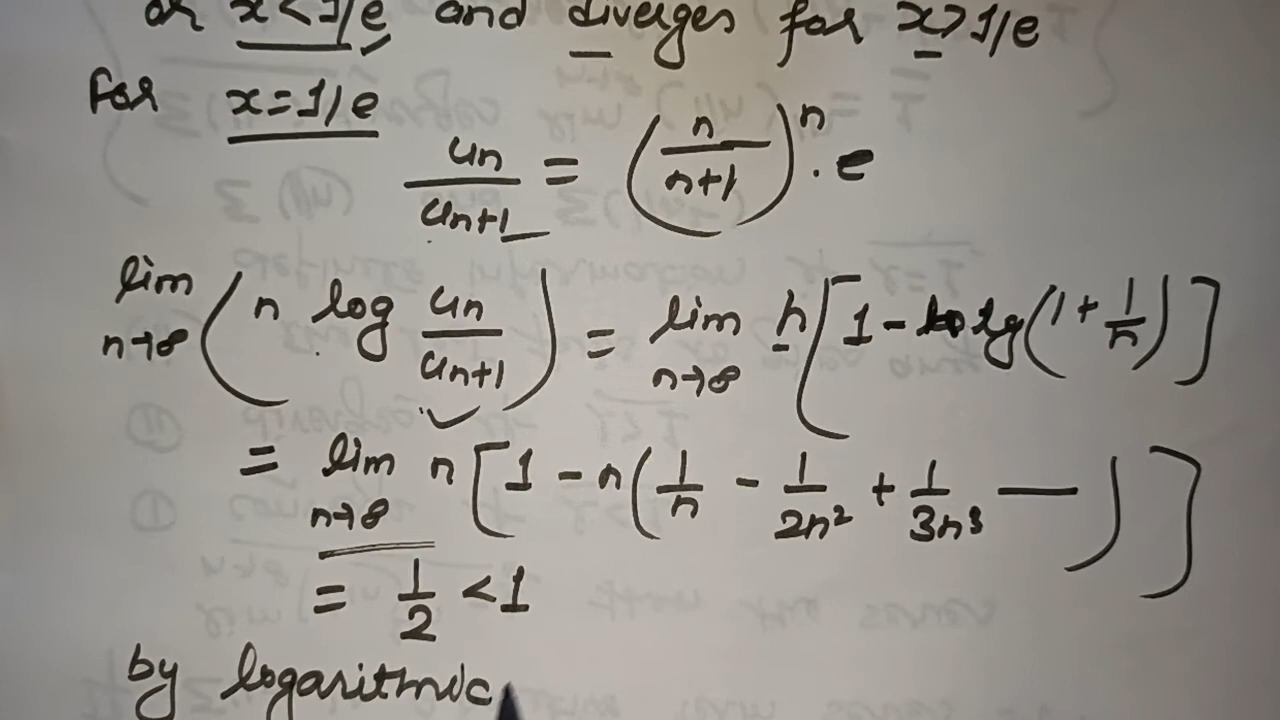 or x<1/e and diverges for x>1/e
For x=1/e
un/un+1 = (n/n+1)^n . e
lim n→∞ (n log un/un+1) = lim n→∞ n[1 - log(1 + 1/n)]
= lim n→∞ n[1 - n(1/n - 1/2n² + 1/3n³ —)]
= 1/2 < 1
by logarithmic